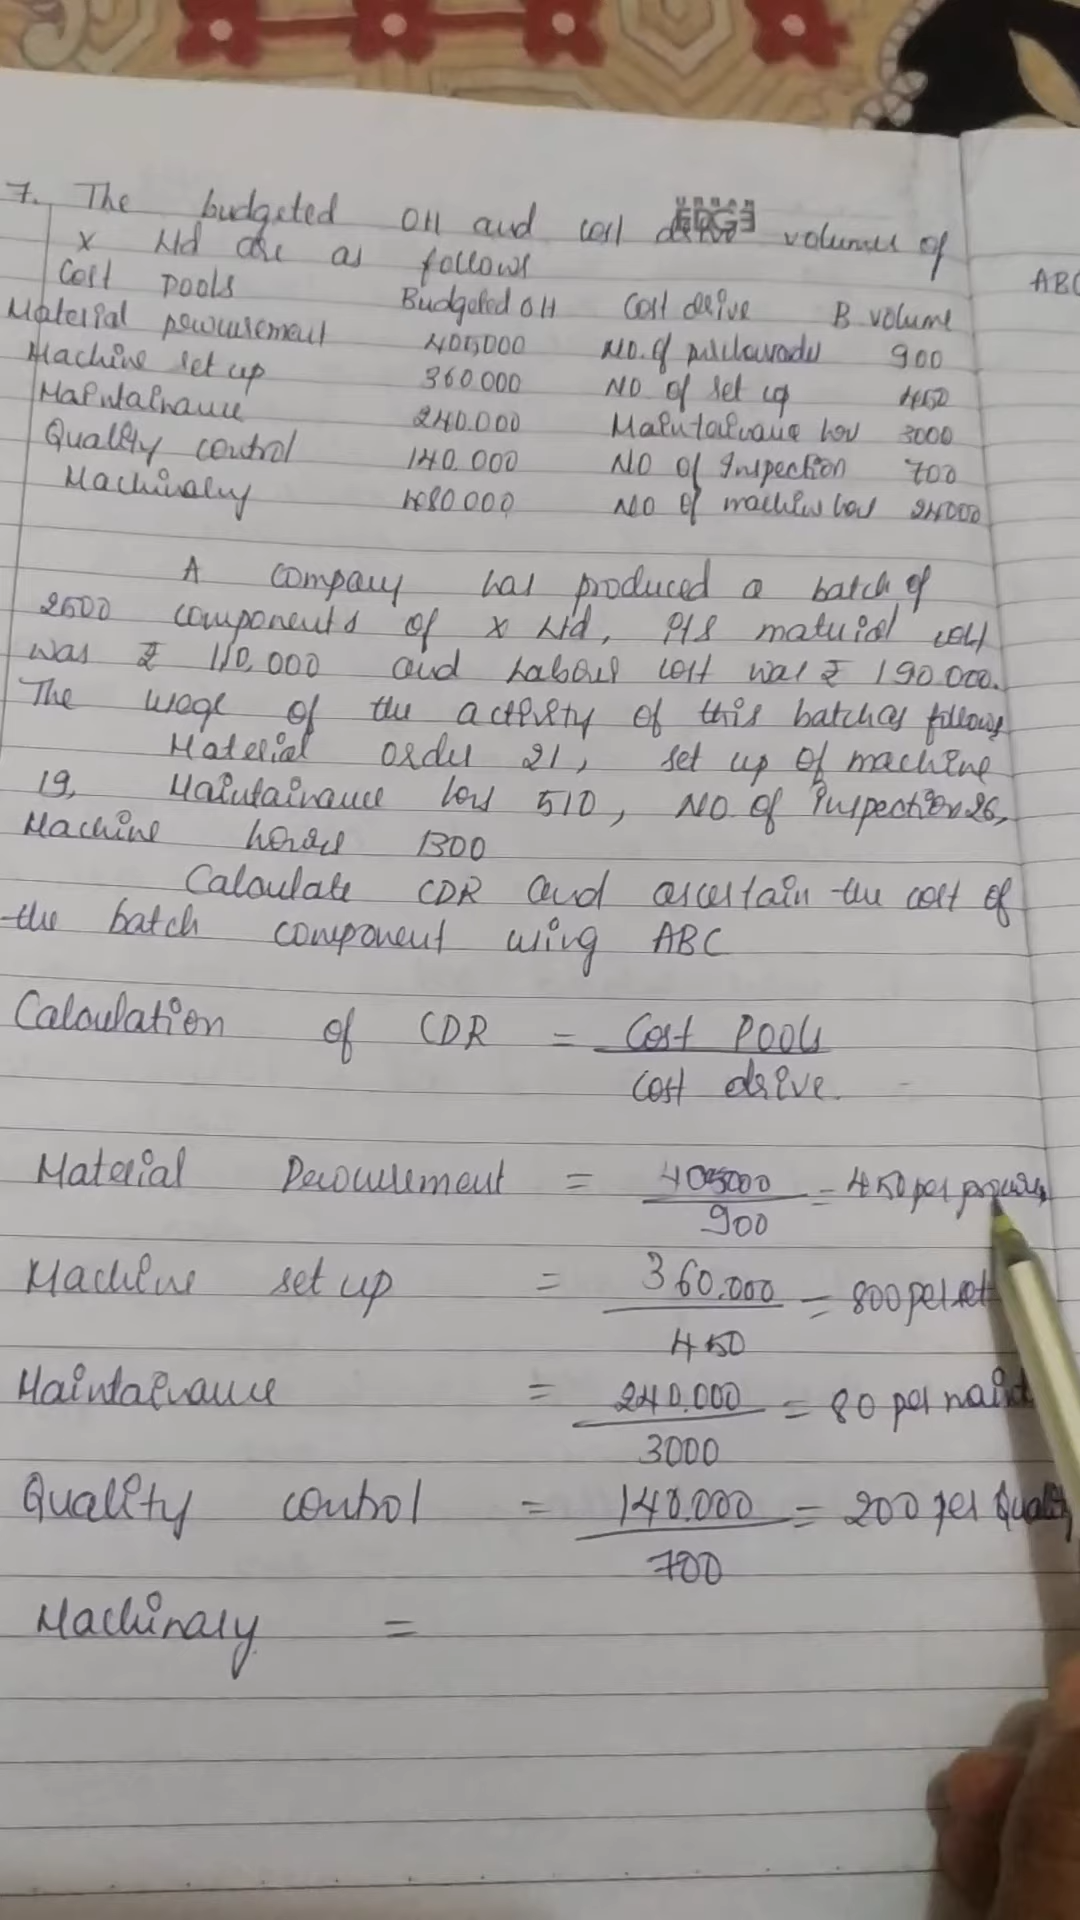 7. The budgeted OH and cost drive volumes of
X Ltd are as follows
ABC
Cost pools Budgeted OH Cost drive B volume
Material procurement 405000 No. of 900
Machine set up 360.000 No of set up 450
Maintainance 240.000 Maintainance hou 3000
Quality control 140.000 No of Inspection 700
Machinary 480000 No of machine hou 24000
A company has produced a batch of
2600 components of X Ltd, its material cost
was ₹ 110,000 and Labour cost was ₹ 190.000.
The usage of the activity of this batch as follows
Material order 21, set up of machine
19, Maintainance hous 510, No. of inspection 26,
Machine hours 1300
Calculate CDR and ascertain the cost of
the batch component using ABC
Calculation of CDR = Cost Pools
Cost drive.
Material Procurement = 405000 = 450 per
900
Machine set up = 360.000 = 800 per set
450
Maintainance = 240.000 = 80 per maint
3000
Quality control = 140.000 = 200 per Quality
700
Machinary =